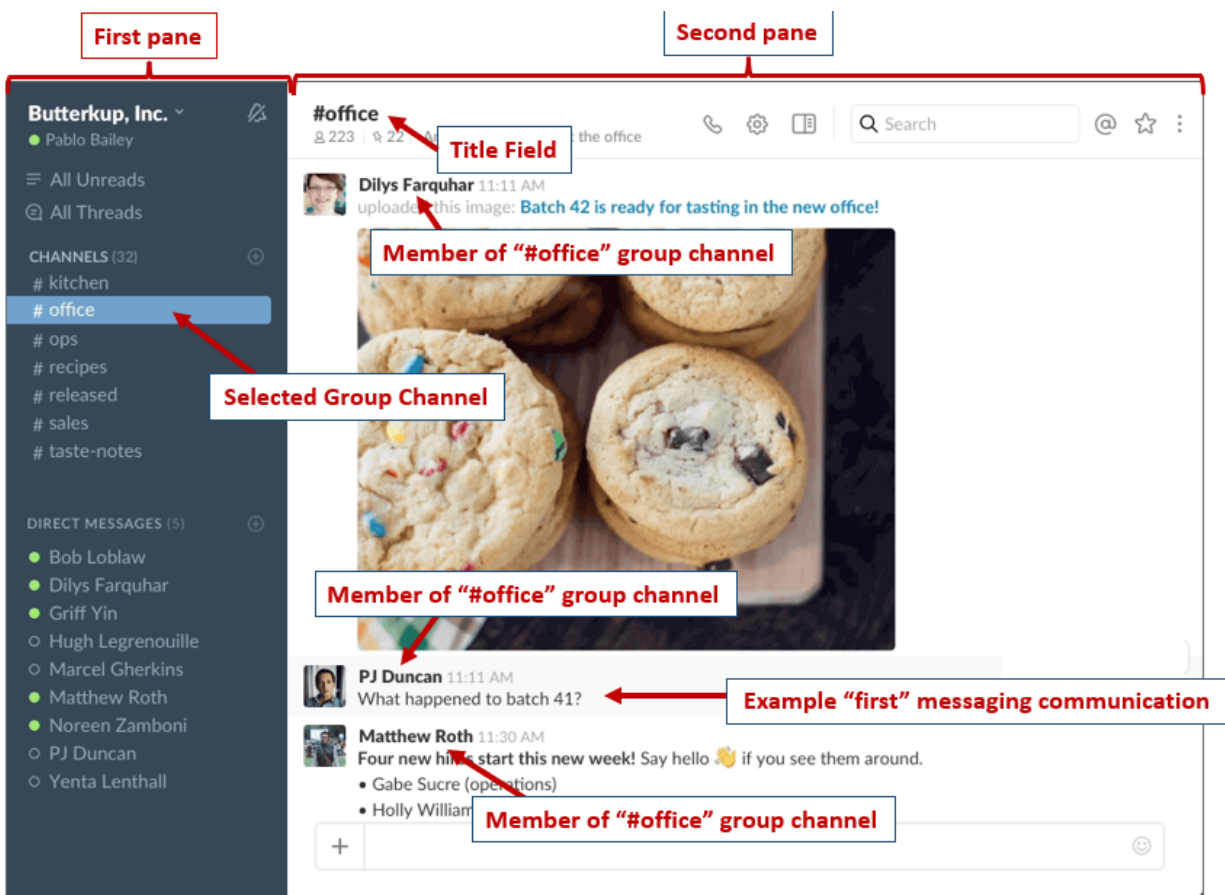 First pane
Second pane
Butterkup, Inc.
Pablo Bailey
All Unreads
All Threads
CHANNELS (32)
# kitchen
# office
# ops
# recipes
# released
# sales
# taste-notes
Selected Group Channel
DIRECT MESSAGES (5)
Bob Loblaw
Dilys Farquhar
Griff Yin
Hugh Legrenouille
Marcel Gherkins
Matthew Roth
Noreen Zamboni
PJ Duncan
Yenta Lenthall
#office
223 | 22 the office
Title Field
Search
Dilys Farquhar 11:11 AM
uploaded this image: Batch 42 is ready for tasting in the new office!
Member of “#office” group channel
Member of “#office” group channel
PJ Duncan 11:11 AM
What happened to batch 41?
Example “first” messaging communication
Matthew Roth 11:30 AM
Four new hires start this new week! Say hello 👋 if you see them around.
• Gabe Sucre (operations)
• Holly
Member of “#office” group channel